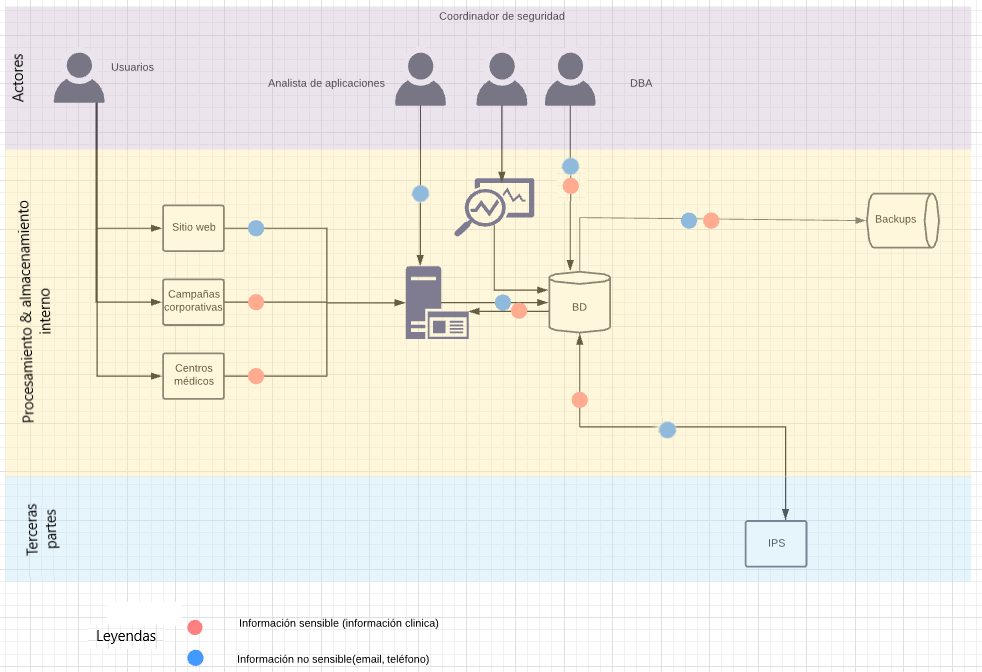 Coordinador de seguridad
Actores
Usuarios
Analista de aplicaciones
DBA
Procesamiento & almacenamiento
interno
Sitio web
Campañas
corporativas
Centros
médicos
BD
Backups
Terceras
partes
IPS
Leyendas
Información sensible (información clinica)
Información no sensible(email, teléfono)